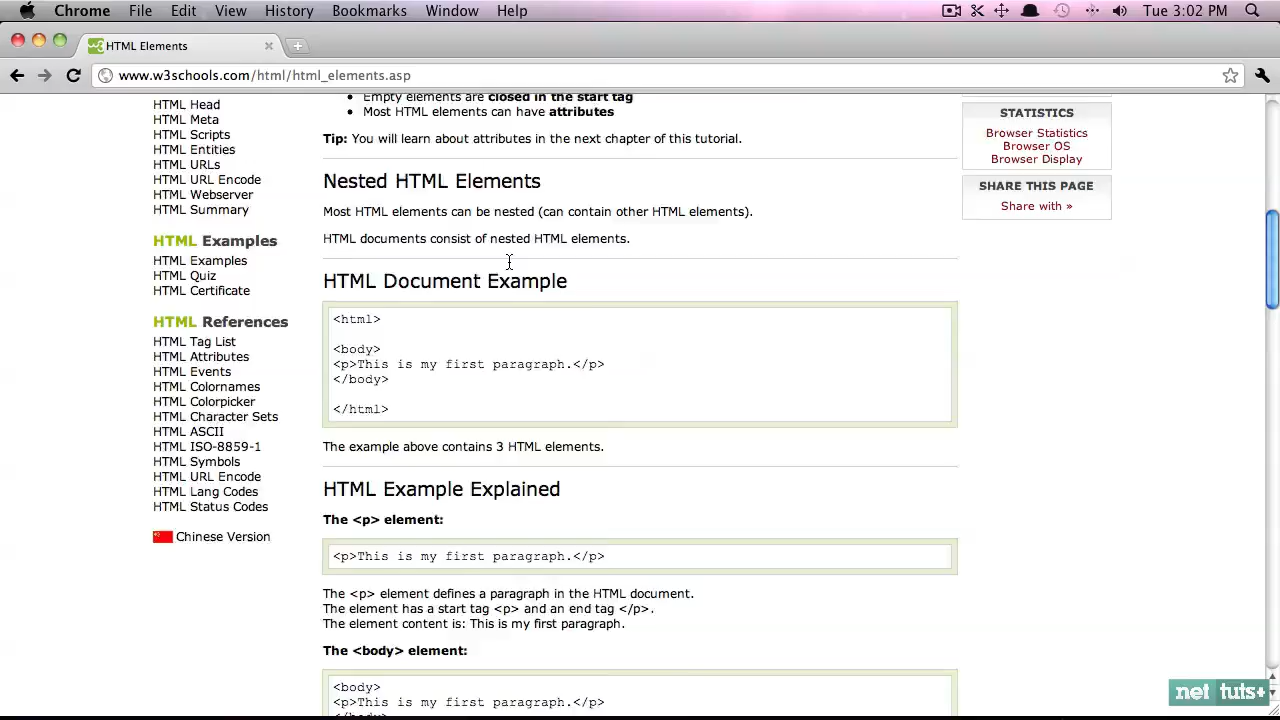 Chrome File Edit View History Bookmarks Window Help Tue 3:02 PM
HTML Elements
www.w3schools.com/html/html_elements.asp
HTML Head
HTML Meta
HTML Scripts
HTML Entities
HTML URLs
HTML URL Encode
HTML Webserver
HTML Summary
HTML Examples
HTML Examples
HTML Quiz
HTML Certificate
HTML References
HTML Tag List
HTML Attributes
HTML Events
HTML Colornames
HTML Colorpicker
HTML Character Sets
HTML ASCII
HTML ISO-8859-1
HTML Symbols
HTML URL Encode
HTML Lang Codes
HTML Status Codes
Chinese Version
• Empty elements are closed in the start tag
• Most HTML elements can have attributes
Tip: You will learn about attributes in the next chapter of this tutorial.
Nested HTML Elements
Most HTML elements can be nested (can contain other HTML elements).
HTML documents consist of nested HTML elements.
HTML Document Example
<html>
<body>
<p>This is my first paragraph.</p>
</body>
</html>
The example above contains 3 HTML elements.
HTML Example Explained
The <p> element:
<p>This is my first paragraph.</p>
The <p> element defines a paragraph in the HTML document.
The element has a start tag <p> and an end tag </p>.
The element content is: This is my first paragraph.
The <body> element:
<body>
<p>This is my first paragraph.</p>
</body>
STATISTICS
Browser Statistics
Browser OS
Browser Display
SHARE THIS PAGE
Share with »
net tuts+